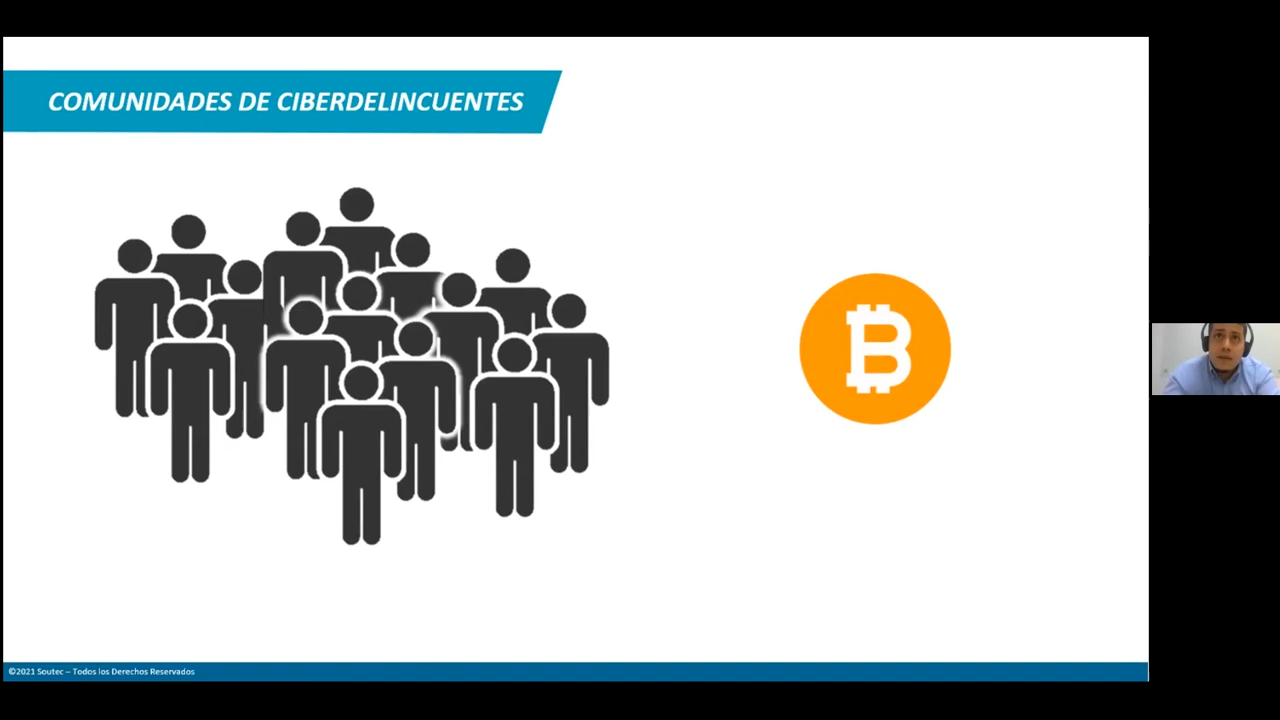 COMUNIDADES DE CIBERDELINCUENTES
©2021 Soutec – Todos los Derechos Reservados